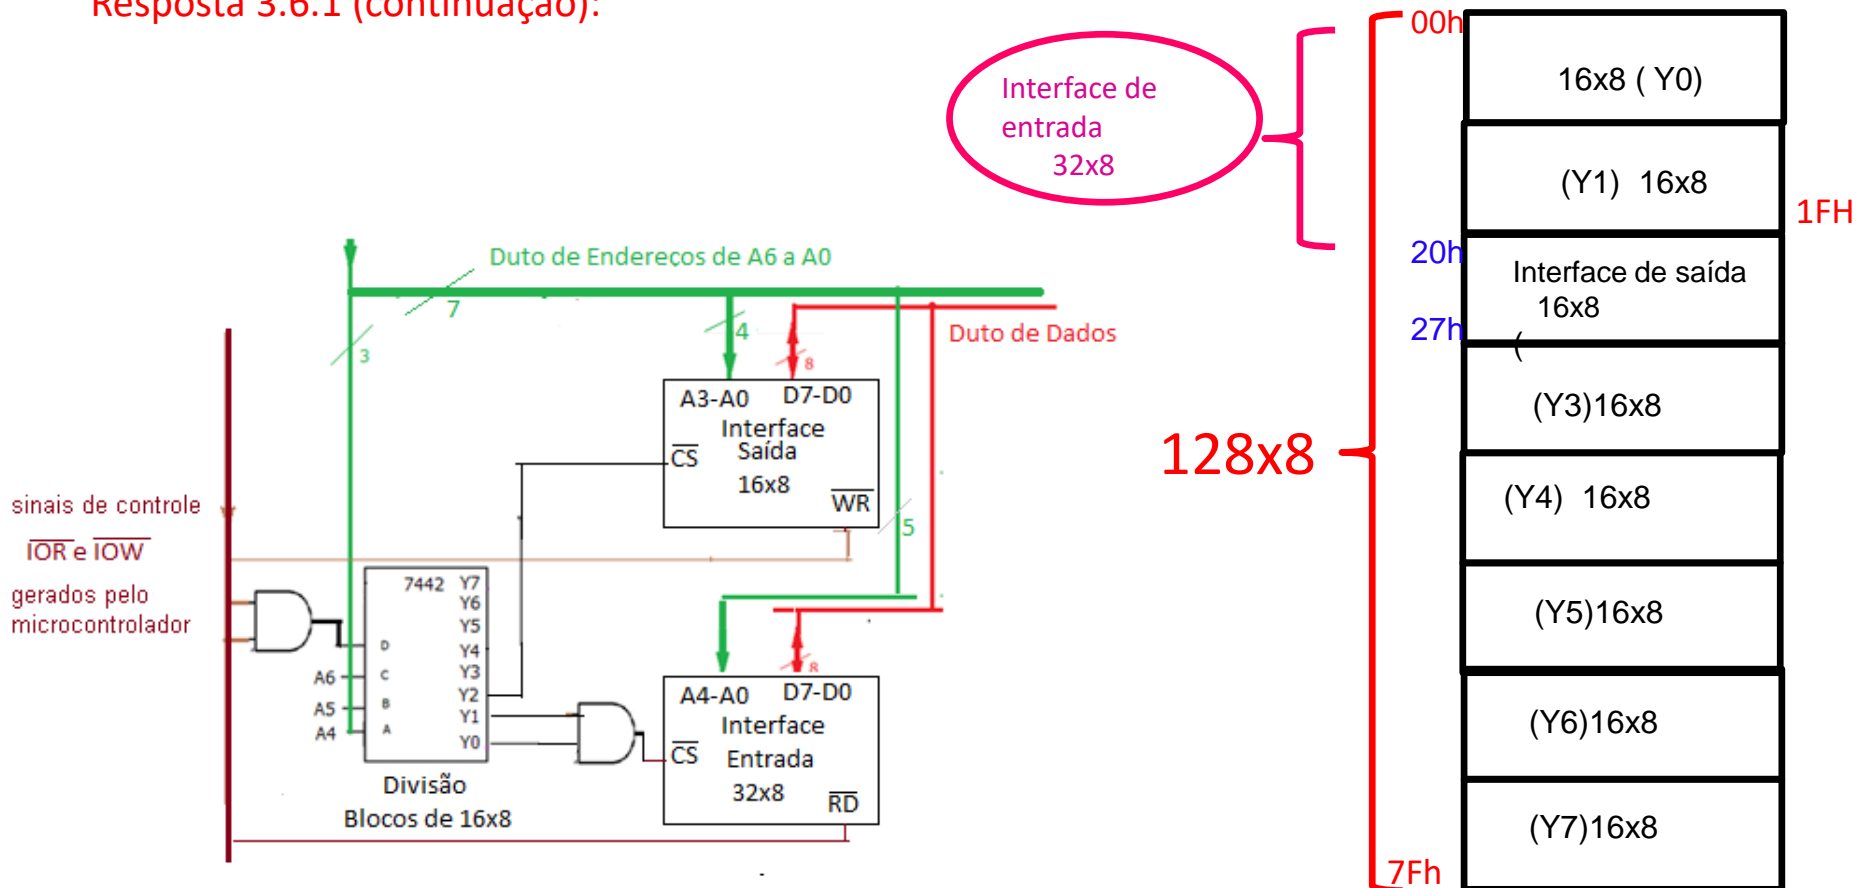 Resposta 3.6.1 (continuação):
Interface de
entrada
32x8
00h
16x8 ( Y0)
(Y1) 16x8
1FH
20h
Interface de saída
16x8
27h
(
(Y3)16x8
128x8
(Y4) 16x8
(Y5)16x8
(Y6)16x8
(Y7)16x8
7Fh
Duto de Endereços de A6 a A0
7
3
4
8
Duto de Dados
A3-A0 D7-D0
Interface
Saída
CS
16x8
WR
5
sinais de controle
IOR e IOW
gerados pelo
microcontrolador
7442
Y7
Y6
Y5
Y4
Y3
Y2
Y1
Y0
D
C
B
A
A6
A5
A4
Divisão
Blocos de 16x8
8
A4-A0 D7-D0
Interface
CS
Entrada
32x8
RD